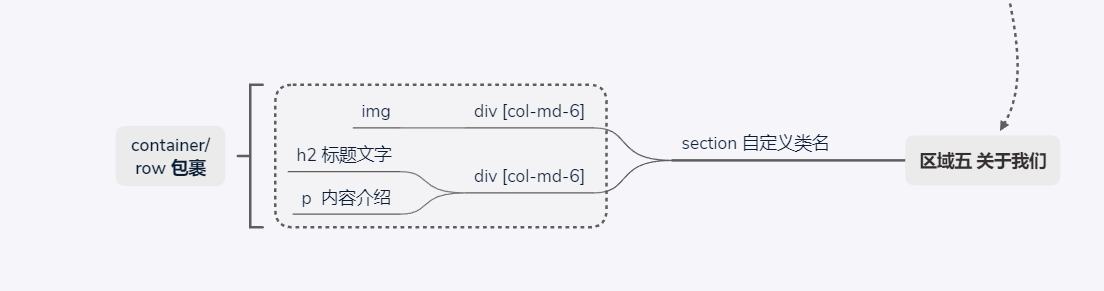 img
div [col-md-6]
container/
row 包裹
h2 标题文字
section 自定义类名
区域五 关于我们
div [col-md-6]
p 内容介绍